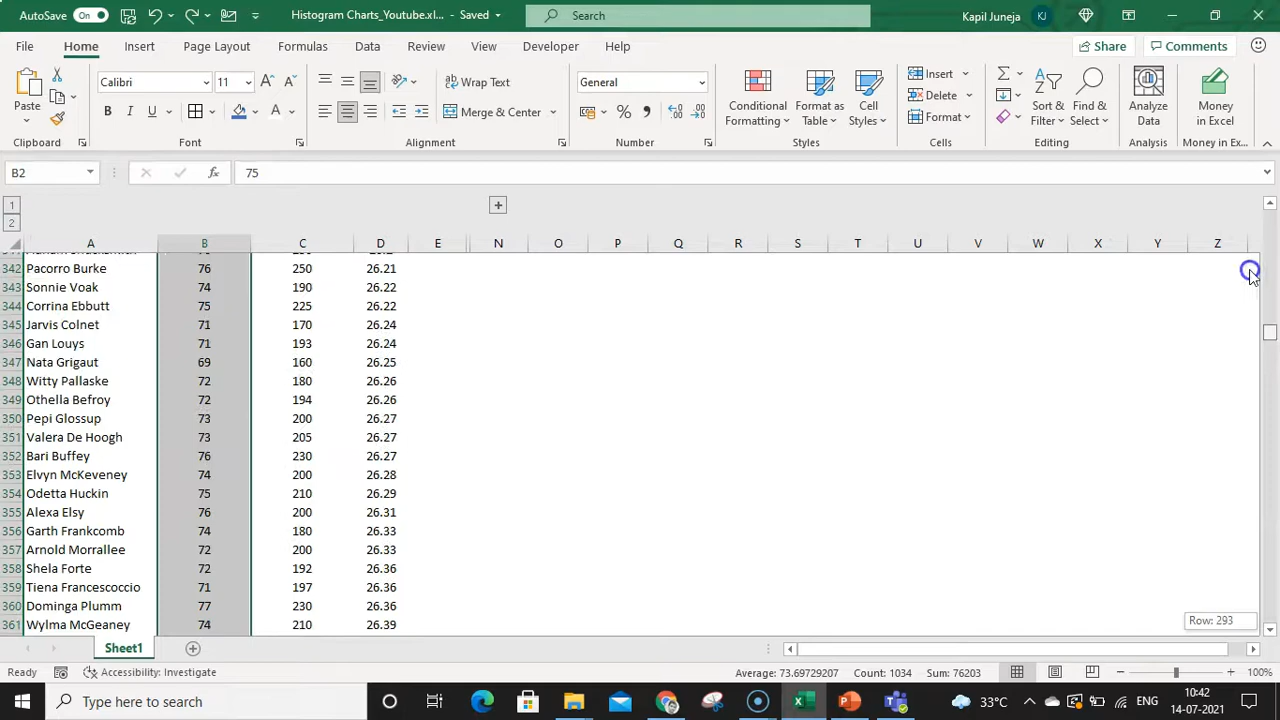 AutoSave On Histogram Charts_Youtube.xl... - Saved Search Kapil Juneja KJ
File Home Insert Page Layout Formulas Data Review View Developer Help Share Comments
Paste Calibri 11 Wrap Text General Conditional Formatting Format as Table Cell Styles Insert Sort & Filter Find & Select Analyze Data Money in Excel
B I U Merge & Center $ % Delete
Format
Clipboard Font Alignment Number Styles Cells Editing Analysis Money in Ex...
B2 fx 75
1
2
A B C D E N O P Q R S T U V W X Y Z
342 Pacorro Burke 76 250 26.21
343 Sonnie Voak 74 190 26.22
344 Corrina Ebbutt 75 225 26.22
345 Jarvis Colnet 71 170 26.24
346 Gan Louys 71 193 26.24
347 Nata Grigaut 69 160 26.25
348 Witty Pallaske 72 180 26.26
349 Othella Befroy 72 194 26.26
350 Pepi Glossup 73 200 26.27
351 Valera De Hoogh 73 205 26.27
352 Bari Buffey 76 230 26.27
353 Elvyn McKeveney 74 200 26.28
354 Odetta Huckin 75 210 26.29
355 Alexa Elsy 76 200 26.31
356 Garth Frankcomb 74 180 26.33
357 Arnold Morrallee 72 200 26.33
358 Shela Forte 72 192 26.36
359 Tiena Francescoccio 71 197 26.36
360 Dominga Plumm 77 230 26.36
361 Wylma McGeaney 74 210 26.39
Row: 293
Sheet1
Ready Accessibility: Investigate Average: 73.69729207 Count: 1034 Sum: 76203 100%
Type here to search 33°C ENG 10:42
14-07-2021